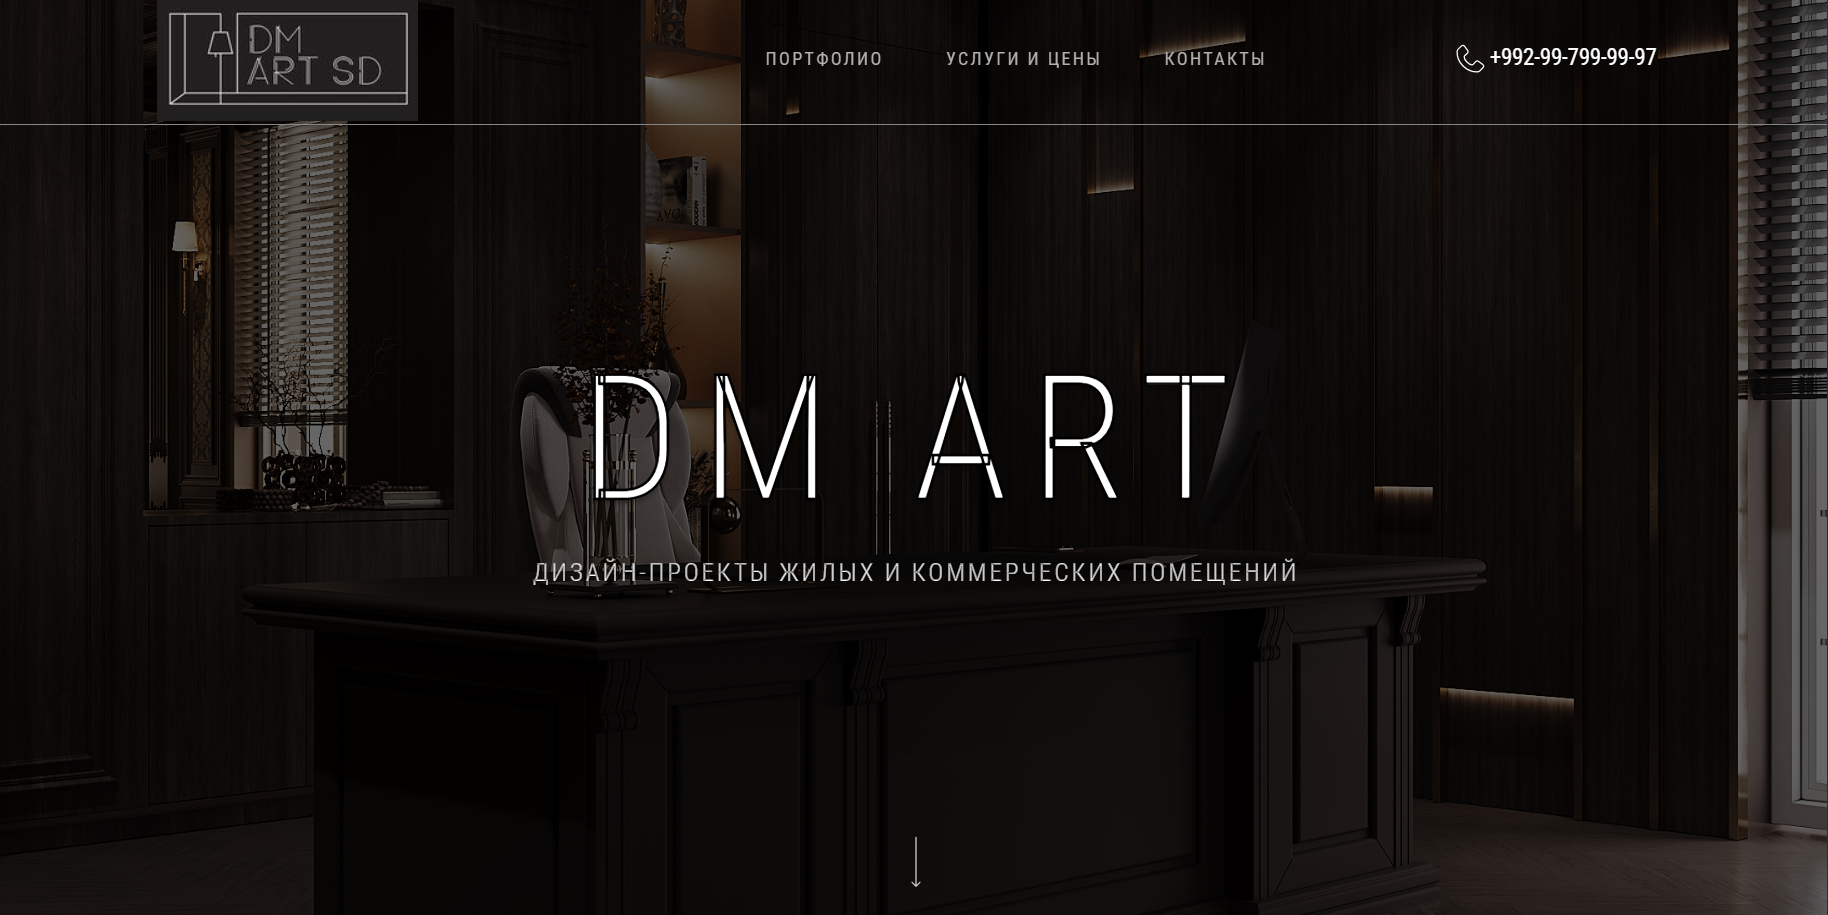 DM
ART SD
ПОРТФОЛИО
УСЛУГИ И ЦЕНЫ
КОНТАКТЫ
+992-99-799-99-97
DM ART
ДИЗАЙН-ПРОЕКТЫ ЖИЛЫХ И КОММЕРЧЕСКИХ ПОМЕЩЕНИЙ